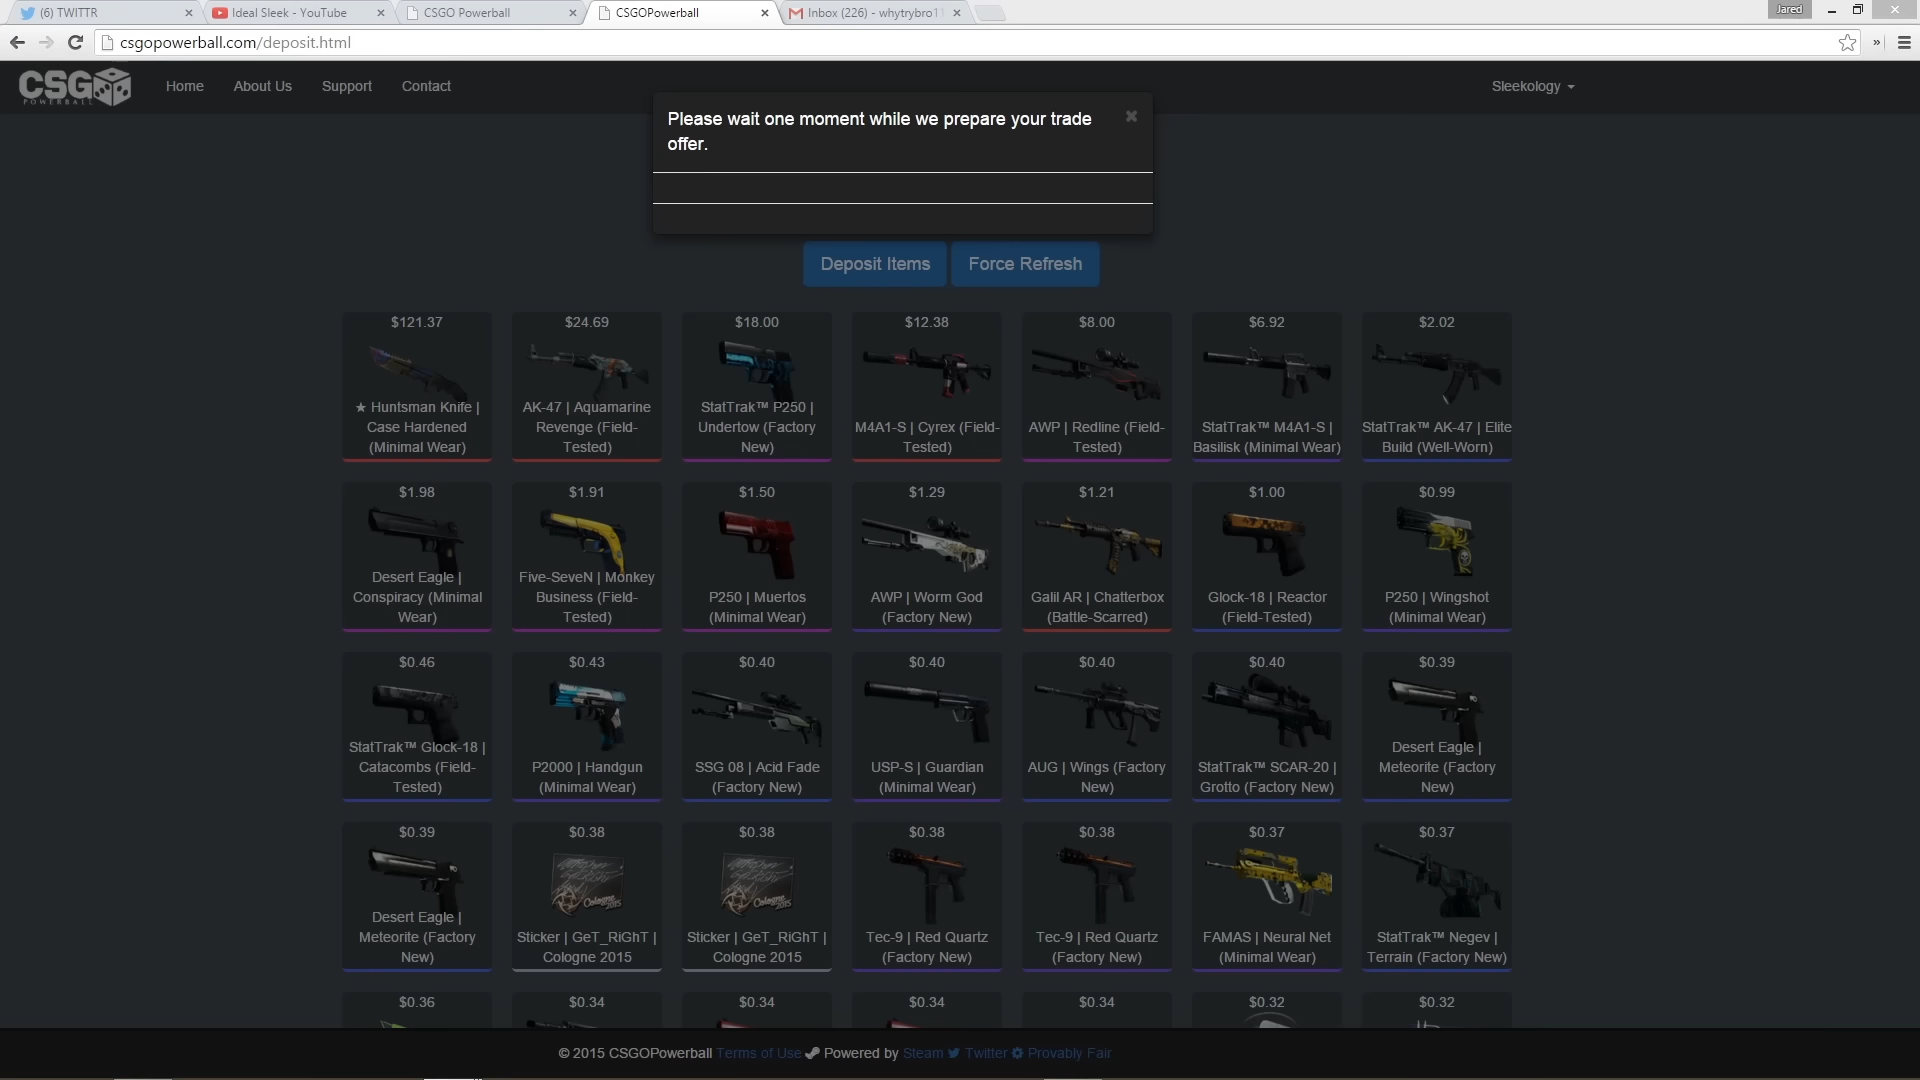 (6) TWITTR
Ideal Sleek - YouTube
CSGO Powerball
CSGOPowerball
Inbox (226) - whytrybro11
Jared
csgopowerball.com/deposit.html
CSGO
POWERBALL
Home
About Us
Support
Contact
Sleekology
Please wait one moment while we prepare your trade
offer.
Deposit Items
Force Refresh
$121.37
★ Huntsman Knife |
Case Hardened
(Minimal Wear)
$24.69
AK-47 | Aquamarine
Revenge (Field-
Tested)
$18.00
StatTrak™ P250 |
Undertow (Factory
New)
$12.38
M4A1-S | Cyrex (Field-
Tested)
$8.00
AWP | Redline (Field-
Tested)
$6.92
StatTrak™ M4A1-S |
Basilisk (Minimal Wear)
$2.02
StatTrak™ AK-47 | Elite
Build (Well-Worn)
$1.98
Desert Eagle |
Conspiracy (Minimal
Wear)
$1.91
Five-SeveN | Monkey
Business (Field-
Tested)
$1.50
P250 | Muertos
(Minimal Wear)
$1.29
AWP | Worm God
(Factory New)
$1.21
Galil AR | Chatterbox
(Battle-Scarred)
$1.00
Glock-18 | Reactor
(Field-Tested)
$0.99
P250 | Wingshot
(Minimal Wear)
$0.46
StatTrak™ Glock-18 |
Catacombs (Field-
Tested)
$0.43
P2000 | Handgun
(Minimal Wear)
$0.40
SSG 08 | Acid Fade
(Factory New)
$0.40
USP-S | Guardian
(Minimal Wear)
$0.40
AUG | Wings (Factory
New)
$0.40
StatTrak™ SCAR-20 |
Grotto (Factory New)
$0.39
Desert Eagle |
Meteorite (Factory
New)
$0.39
Desert Eagle |
Meteorite (Factory
New)
$0.38
Cologne
2015
Sticker | GeT_RiGhT |
Cologne 2015
$0.38
Cologne
2015
Sticker | GeT_RiGhT |
Cologne 2015
$0.38
Tec-9 | Red Quartz
(Factory New)
$0.38
Tec-9 | Red Quartz
(Factory New)
$0.37
FAMAS | Neural Net
(Minimal Wear)
$0.37
StatTrak™ Negev |
Terrain (Factory New)
$0.36
$0.34
$0.34
$0.34
$0.34
$0.32
$0.32
© 2015 CSGOPowerball Terms of Use Powered by Steam Twitter Provably Fair